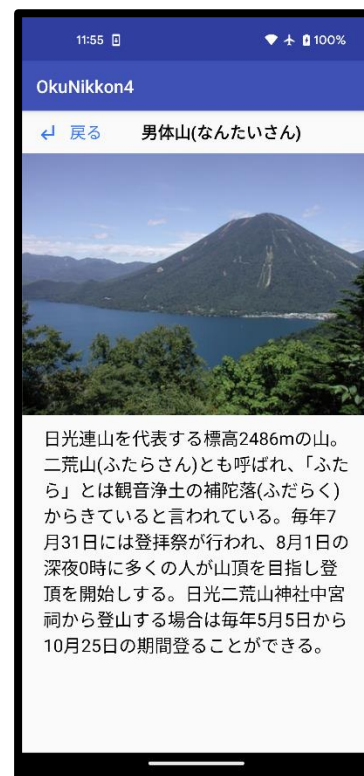 11:55 100%
OkuNikkon4
戻る 男体山(なんたいさん)
日光連山を代表する標高2486mの山。
二荒山(ふたらさん)とも呼ばれ、「ふた
ら」とは観音浄土の補陀落(ふだらく)
からきていると言われている。毎年7
月31日には登拝祭が行われ、8月1日の
深夜0時に多くの人が山頂を目指し登
頂を開始しする。日光二荒山神社中宮
祠から登山する場合は毎年5月5日から
10月25日の期間登ることができる。